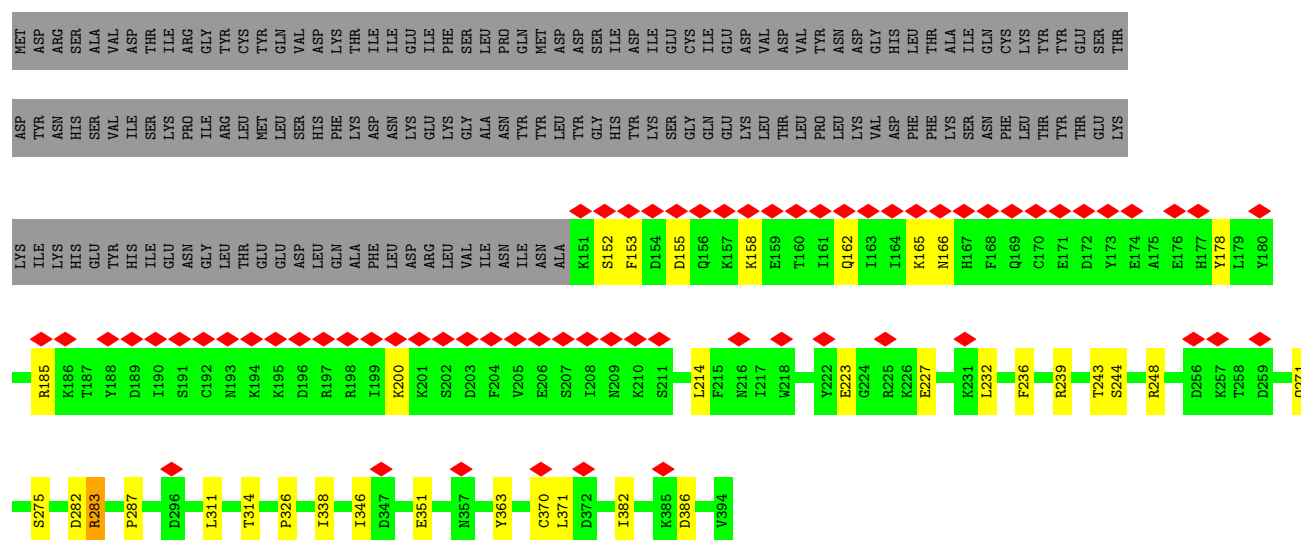 MET ASP ARG SER ALA VAL ASP THR ILE ARG GLY TYR CYS TYR GLN VAL ASP LYS THR ILE ILE GLU ILE PHE SER LEU PRO GLN MET ASP ASP SER ILE ASP ILE GLU CYS ILE GLU ASP VAL ASP VAL TYR ASN ASP GLY HIS LEU THR ALA ILE GLN CYS LYS TYR TYR GLU SER THR
ASP TYR ASN HIS SER VAL ILE SER LYS PRO ILE ARG LEU MET LEU SER HIS PHE LYS ASP ASN LYS GLU LYS GLY ALA ASN TYR TYR LEU TYR GLY HIS TYR LYS SER GLY GLN GLU LYS LEU THR LEU PRO LEU LYS VAL ASP PHE PHE LYS SER ASN PHE LEU THR TYR THR GLU LYS
LYS ILE LYS HIS GLU TYR HIS ILE GLU ASN GLY LEU THR GLU GLU ASP LEU GLN ALA PHE LEU ASP ARG LEU VAL ILE ASN ILE ASN ALA K151 S152 F153 D154 D155 Q156 K157 K158 E159 T160 I161 Q162 I163 I164 K165 N166 H167 F168 Q169 C170 E171 D172 Y173 E174 A175 E176 H177 Y178 L179 Y180
R185 K186 T187 Y188 D189 I190 S191 C192 N193 K194 K195 D196 R197 R198 I199 K200 K201 S202 D203 F204 V205 E206 S207 I208 N209 K210 S211 L214 F215 N216 I217 W218 Y222 E223 G224 R225 K226 E227 K231 L232 F236 R239 T243 S244 R248 D256 K257 T258 D259 Q271
S275 D282 R283 P287 D296 L311 T314 P326 I338 I346 D347 E351 N357 Y363 C370 L371 D372 I382 K385 D386 V394